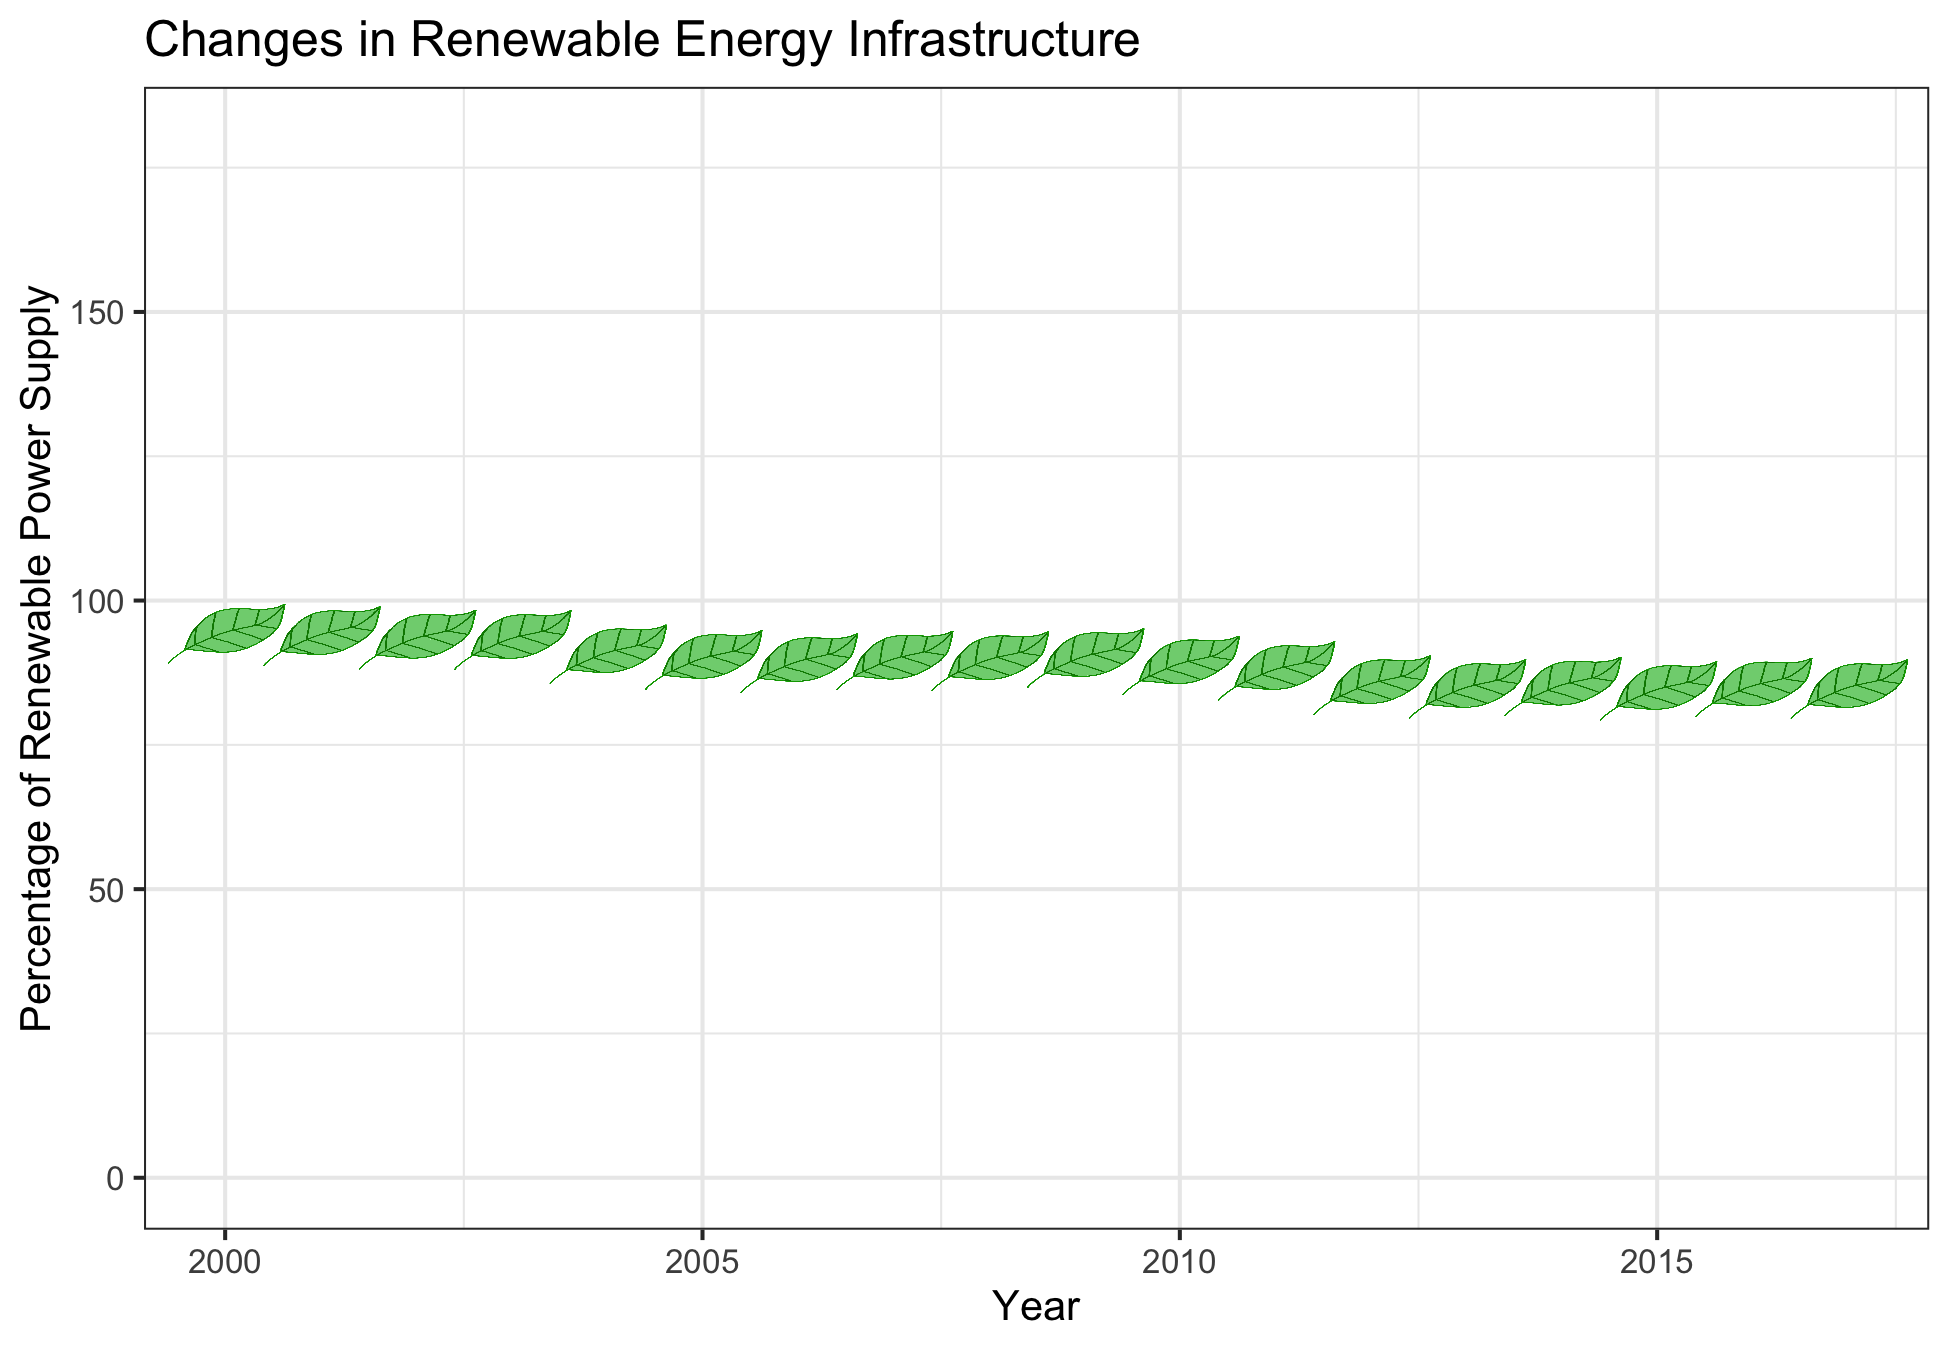 Changes in Renewable Energy Infrastructure
Percentage of Renewable Power Supply
150
100
50
0
2000
2005
2010
2015
Year